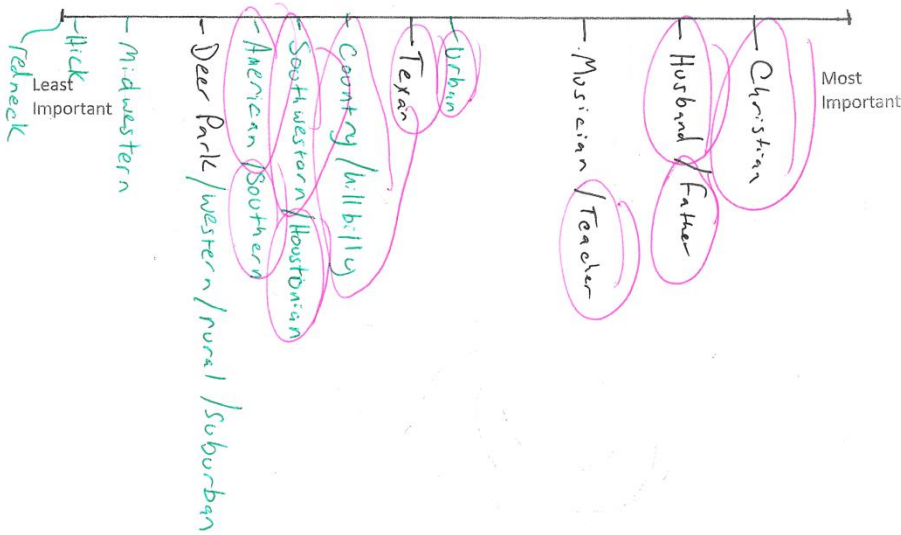 Least
Important
redneck
Hick
Midwestern
Deer Park/western/rural/suburban
American/Southern
Southwestern/Houstonian
Country/hillbilly
Texan
Urban
Musician/Teacher
Husband/Father
Christian
Most
Important